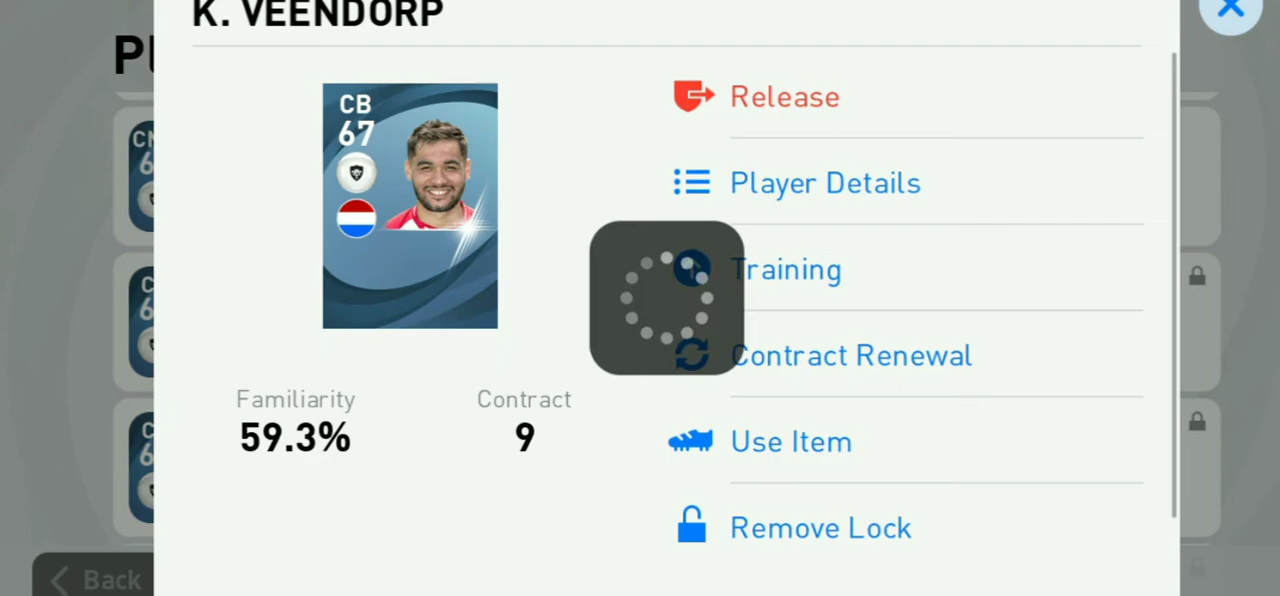 K. VEENDORP
CB
67
Release
Player Details
Training
Contract Renewal
Use Item
Remove Lock
Familiarity
59.3%
Contract
9
Back